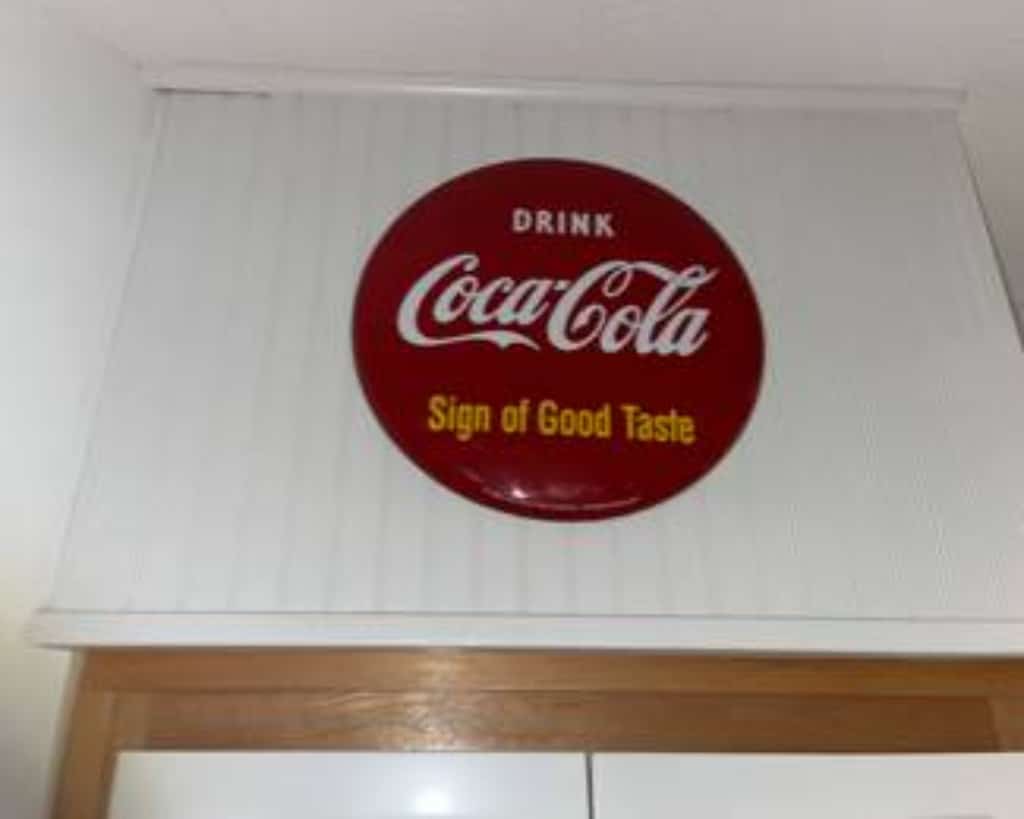 DRINK
Coca-Cola
Sign of Good Taste